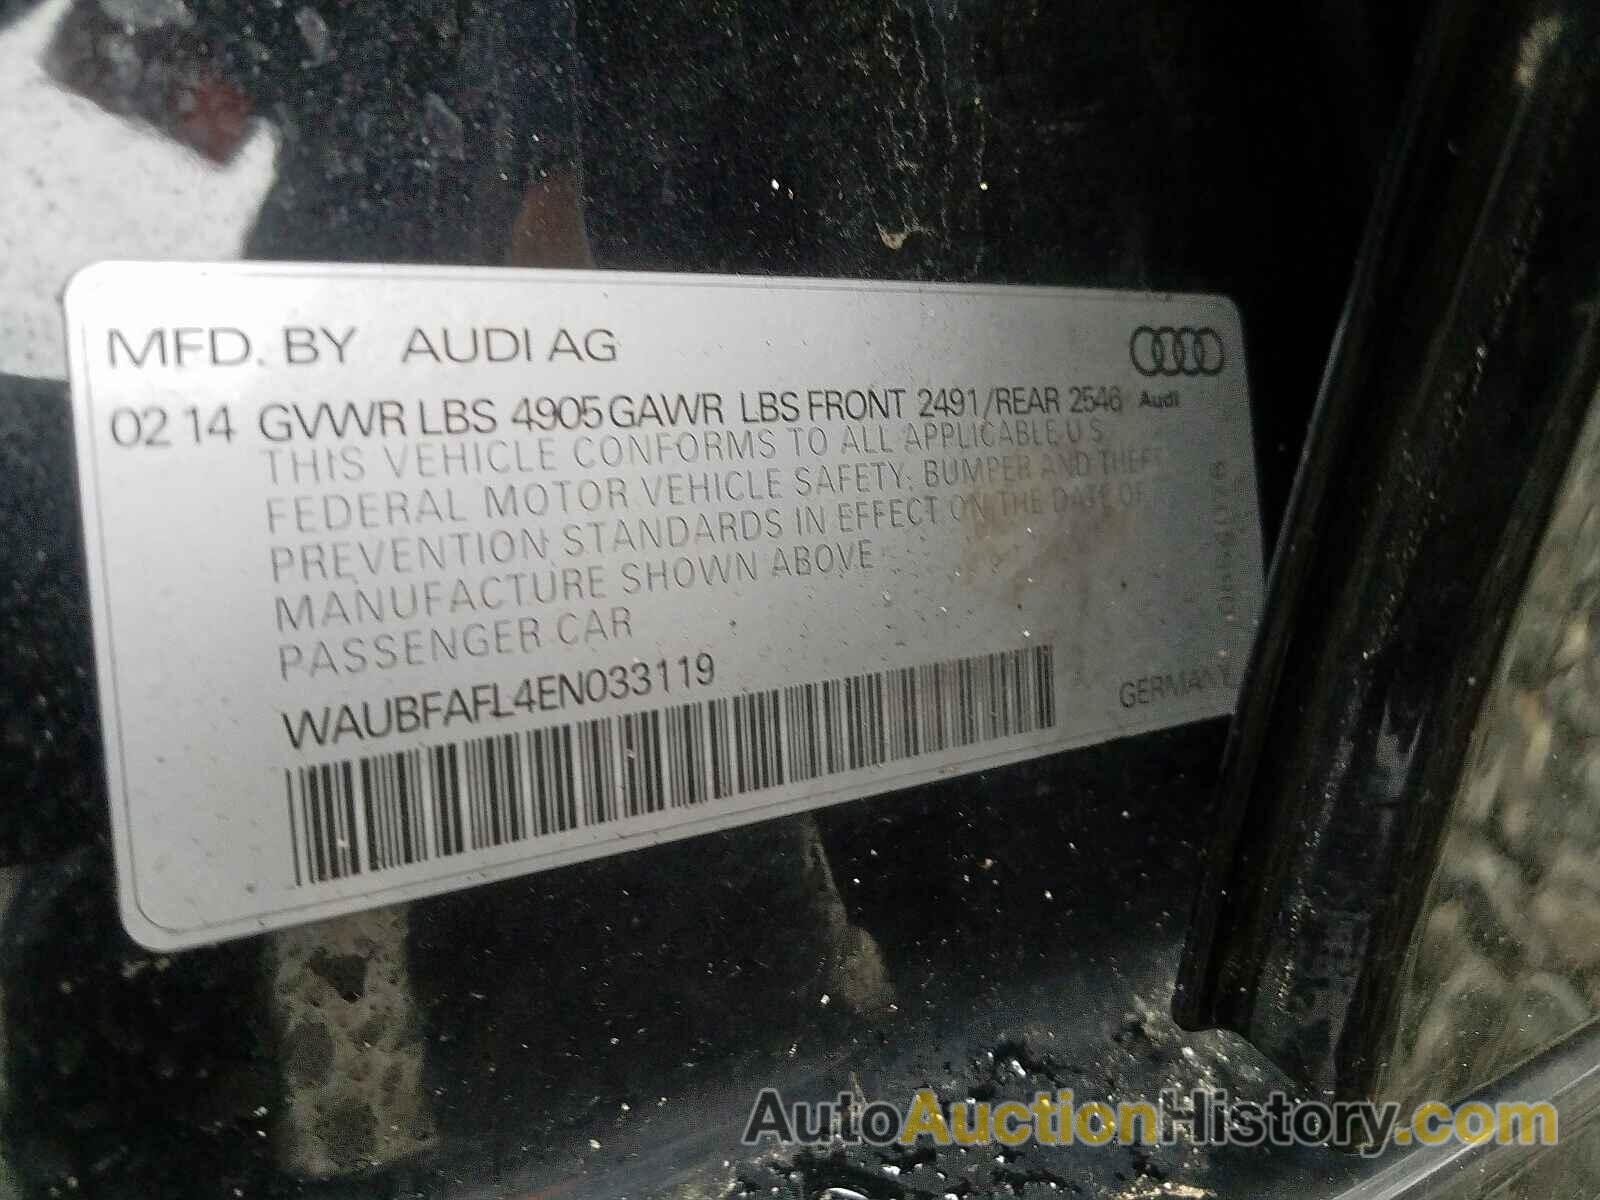 MFD. BY AUDI AG
02 14 GVWR LBS 4905 GAWR LBS FRONT 2491/REAR 2546 Audi
THIS VEHICLE CONFORMS TO ALL APPLICABLE U S
FEDERAL MOTOR VEHICLE SAFETY, BUMPER AND THEFT
PREVENTION STANDARDS IN EFFECT ON THE DATE OF
MANUFACTURE SHOWN ABOVE
PASSENGER CAR
WAUBFAFL4EN033119
GERMANY
AutoAuctionHistory.com